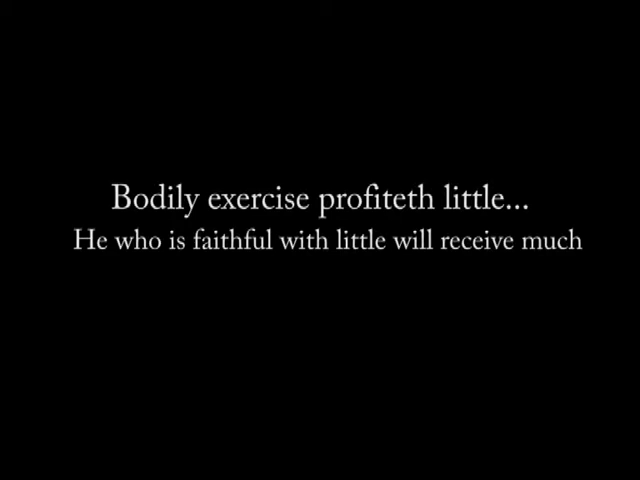 Bodily exercise profiteth little...
He who is faithful with little will receive much